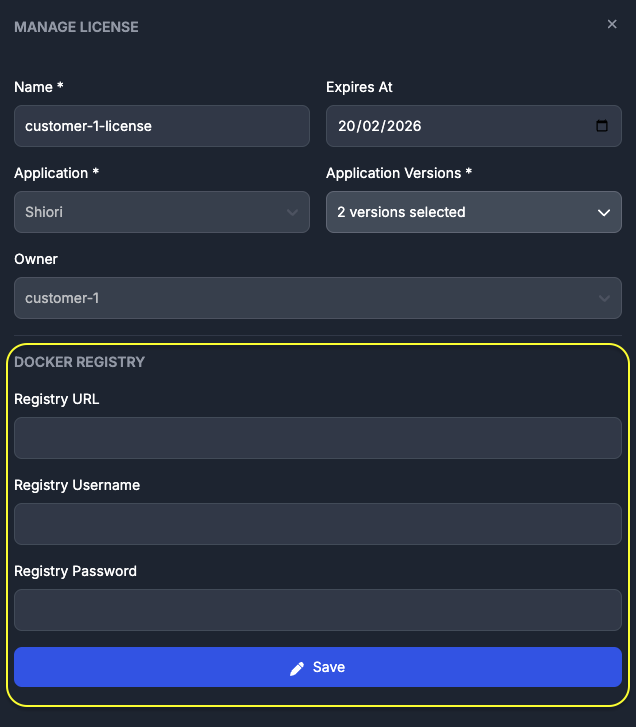 MANAGE LICENSE
Name * Expires At
customer-1-license 20/02/2026
Application * Application Versions *
Shiori 2 versions selected
Owner
customer-1
DOCKER REGISTRY
Registry URL
Registry Username
Registry Password
Save